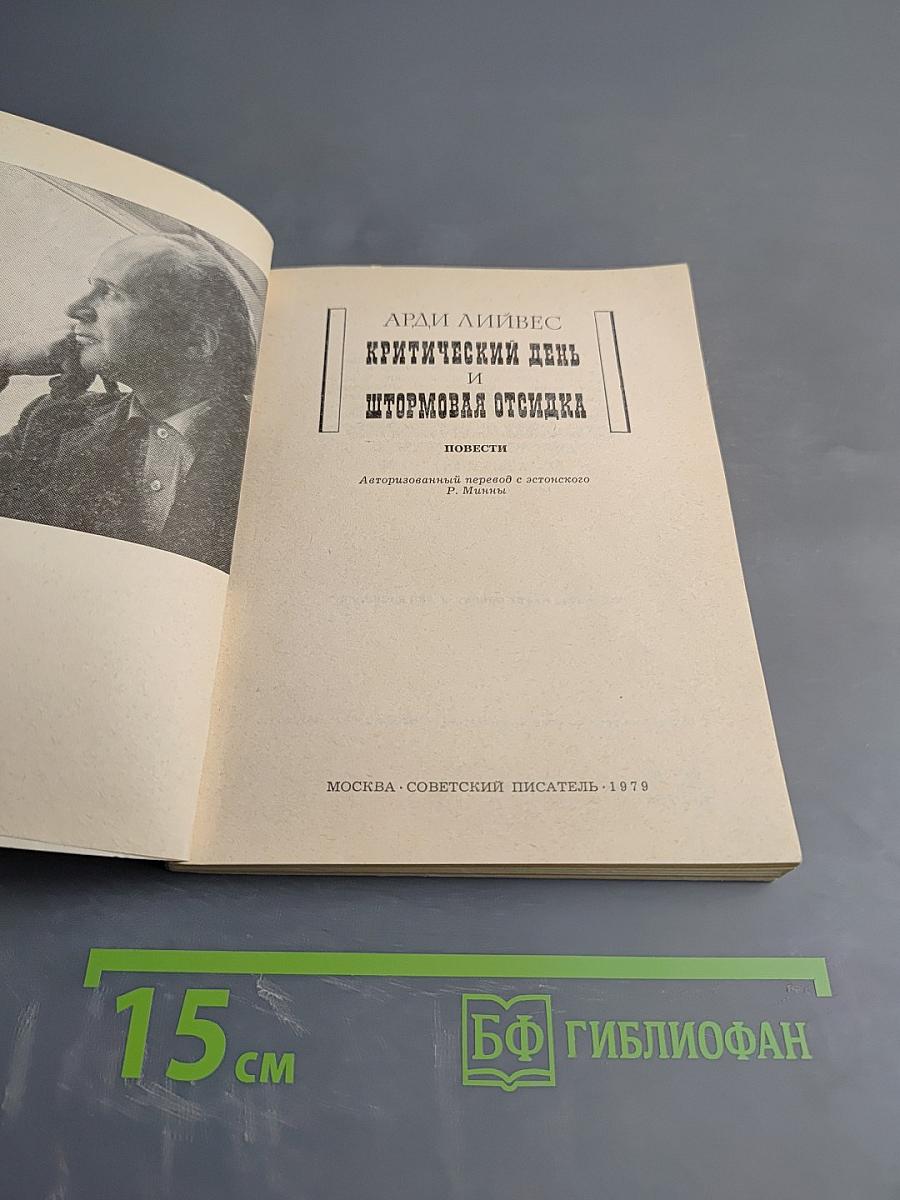 АРДИ ЛИЙВЕС
КРИТИЧЕСКИЙ ДЕНЬ
И
ШТОРМОВАЯ ОТСИДКА
ПОВЕСТИ
Авторизованный перевод с эстонского
Р. Минны
МОСКВА · СОВЕТСКИЙ ПИСАТЕЛЬ · 1979
15 см
БФ ГИБЛИОФАН